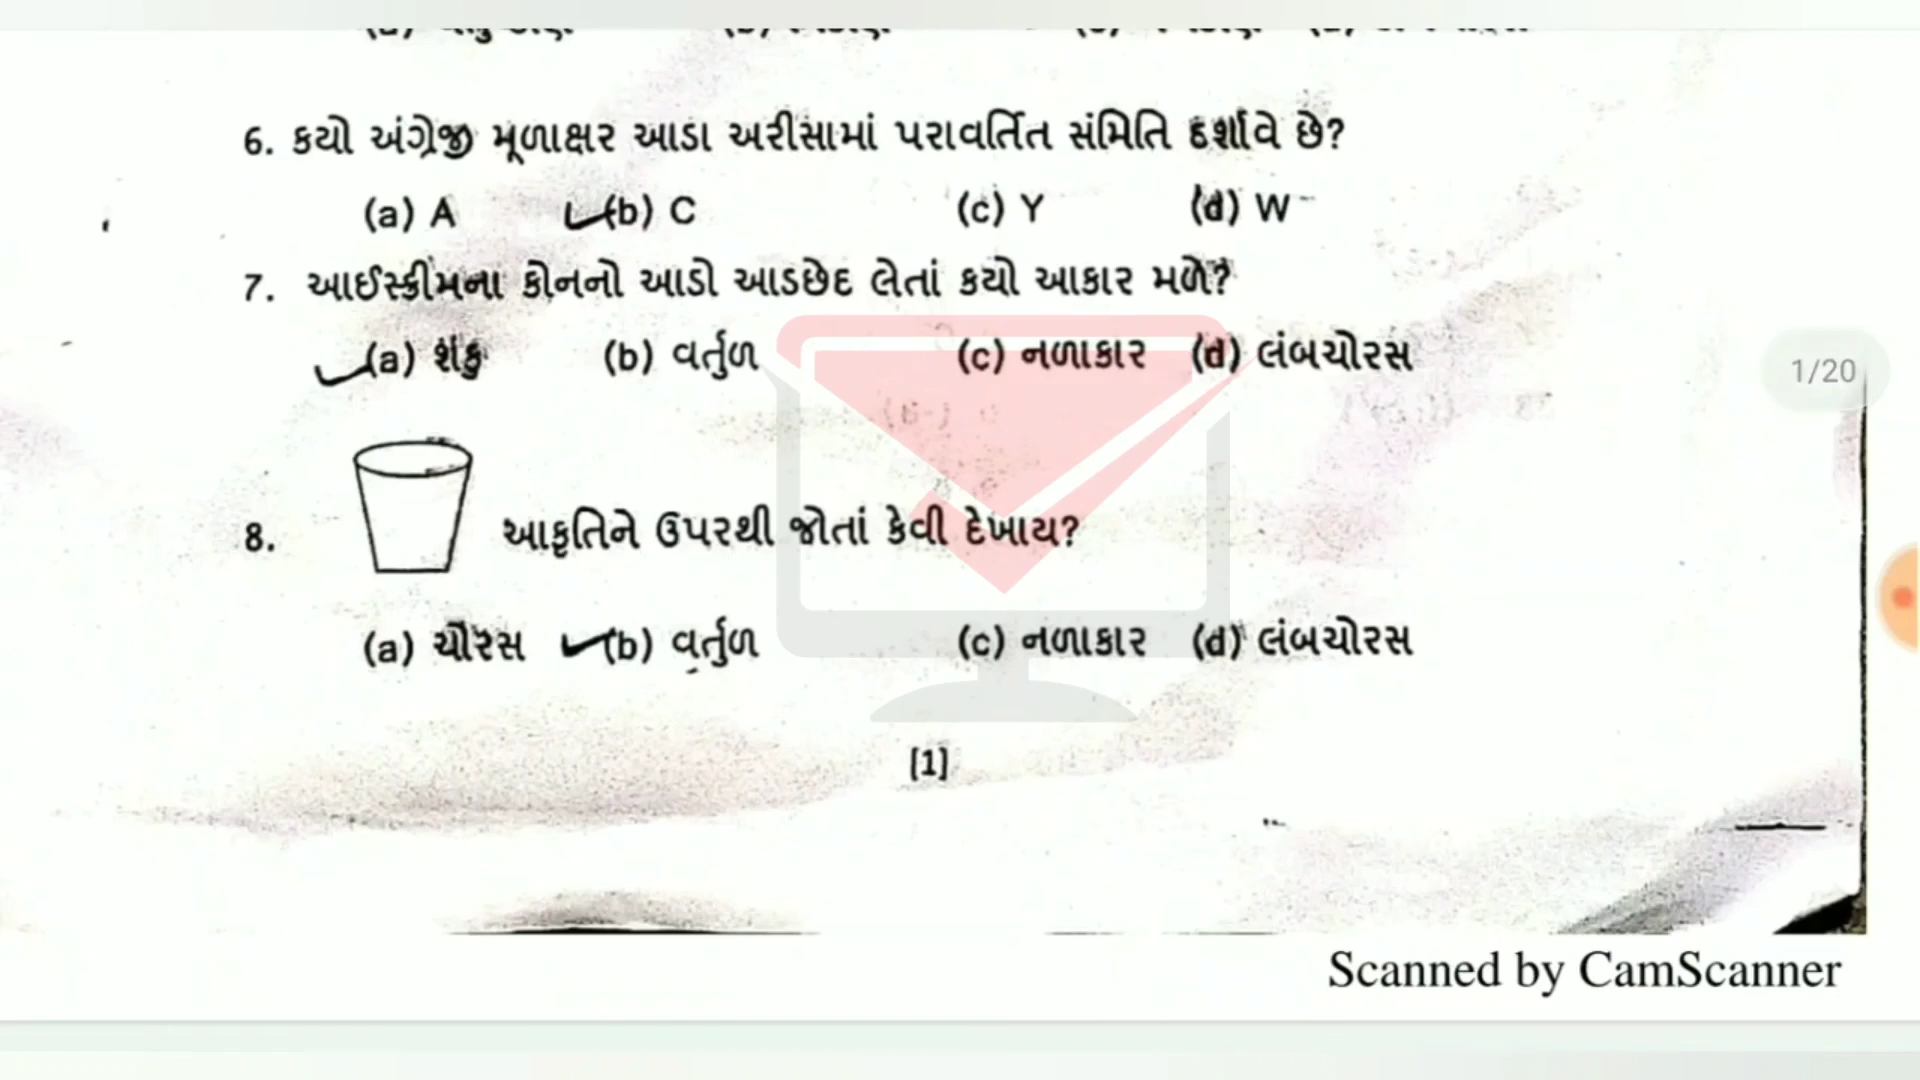 6. કયો અંગ્રેજી મૂળાક્ષર આડા અરીસામાં પરાવર્તિત સંમિતિ દર્શાવે છે?
(a) A (b) C (c) Y (d) W
7. આઈસ્ક્રીમના કોનનો આડો આડછેદ લેતાં કયો આકાર મળે?
(a) શંકુ (b) વર્તુળ (c) નળાકાર (d) લંબચોરસ
1/20
8. આકૃતિને ઉપરથી જોતાં કેવી દેખાય?
(a) ચોરસ (b) વર્તુળ (c) નળાકાર (d) લંબચોરસ
[1]
Scanned by CamScanner